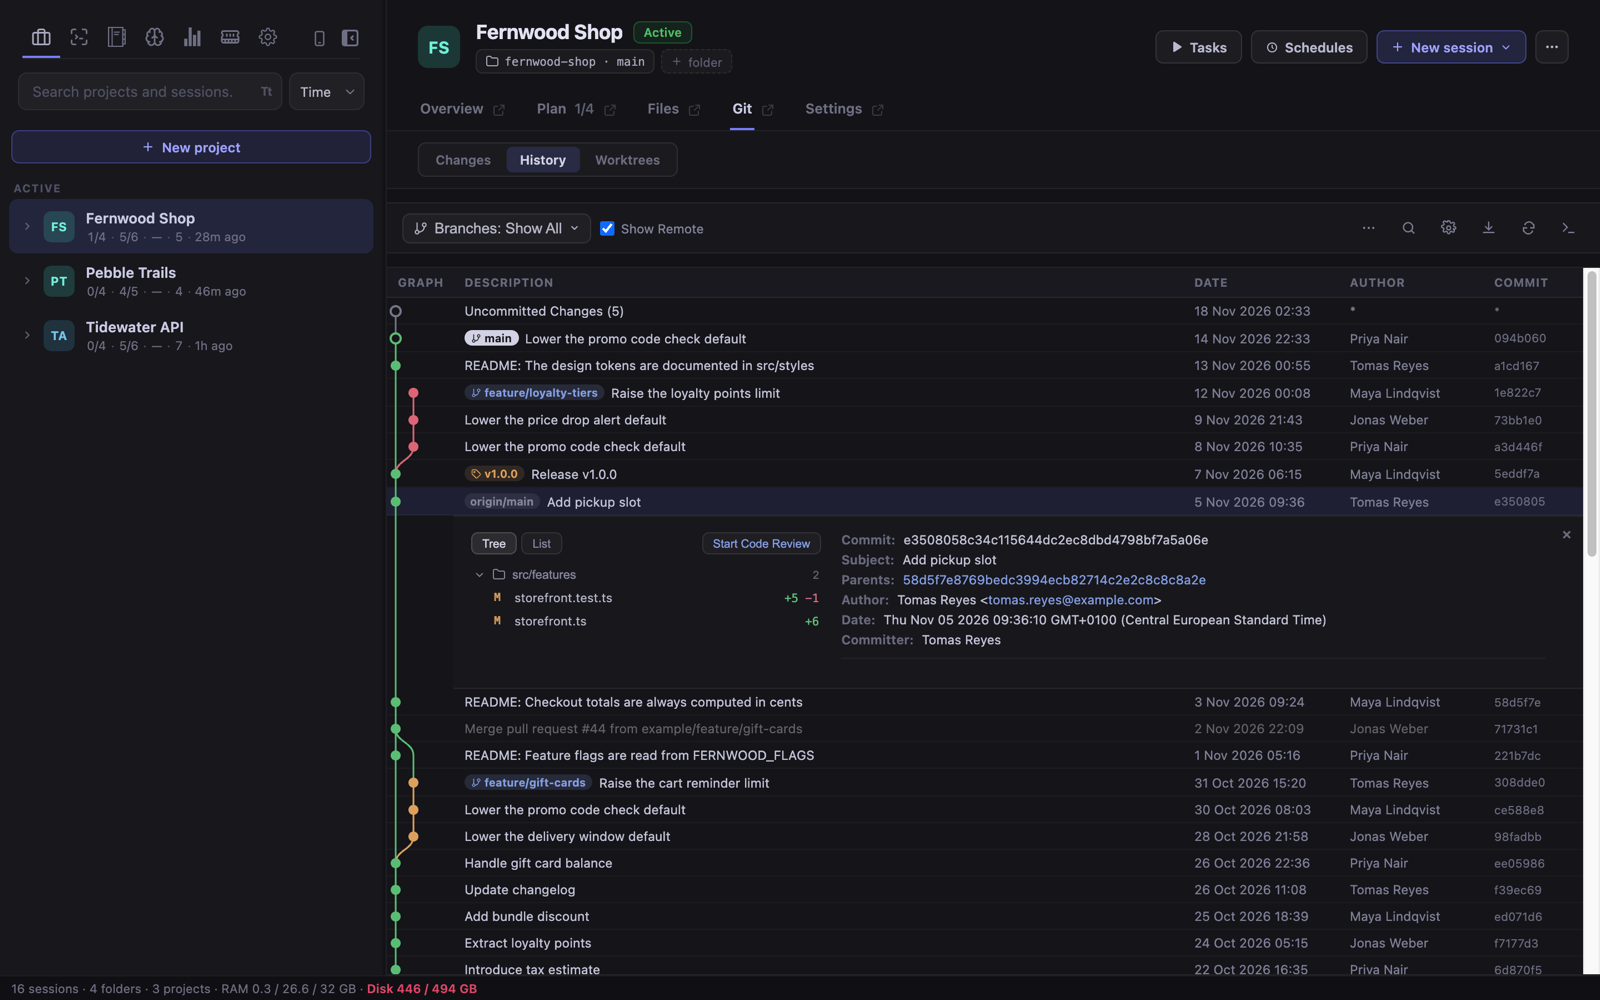 Search projects and sessions.
Tt
Time
+ New project
ACTIVE
FS
Fernwood Shop
1/4 · 5/6 · — · 5 · 28m ago
PT
Pebble Trails
0/4 · 4/5 · — · 4 · 46m ago
TA
Tidewater API
0/4 · 5/6 · — · 7 · 1h ago
FS
Fernwood Shop
Active
fernwood-shop · main
+ folder
Tasks
Schedules
+ New session
...
Overview
Plan 1/4
Files
Git
Settings
Changes
History
Worktrees
Branches: Show All
Show Remote
GRAPH DESCRIPTION DATE AUTHOR COMMIT
Uncommitted Changes (5) 18 Nov 2026 02:33 * *
main Lower the promo code check default 14 Nov 2026 22:33 Priya Nair 094b060
README: The design tokens are documented in src/styles 13 Nov 2026 00:55 Tomas Reyes a1cd167
feature/loyalty-tiers Raise the loyalty points limit 12 Nov 2026 00:08 Maya Lindqvist 1e822c7
Lower the price drop alert default 9 Nov 2026 21:43 Jonas Weber 73bb1e0
Lower the promo code check default 8 Nov 2026 10:35 Priya Nair a3d446f
v1.0.0 Release v1.0.0 7 Nov 2026 06:15 Maya Lindqvist 5eddf7a
origin/main Add pickup slot 5 Nov 2026 09:36 Tomas Reyes e350805
Tree
List
Start Code Review
src/features 2
M storefront.test.ts +5 −1
M storefront.ts +6
Commit: e3508058c34c115644dc2ec8dbd4798bf7a5a06e
Subject: Add pickup slot
Parents: 58d5f7e8769bedc3994ecb82714c2e2c8c8c8a2e
Author: Tomas Reyes <tomas.reyes@example.com>
Date: Thu Nov 05 2026 09:36:10 GMT+0100 (Central European Standard Time)
Committer: Tomas Reyes
README: Checkout totals are always computed in cents 3 Nov 2026 09:24 Maya Lindqvist 58d5f7e
Merge pull request #44 from example/feature/gift-cards 2 Nov 2026 22:09 Jonas Weber 71731c1
README: Feature flags are read from FERNWOOD_FLAGS 1 Nov 2026 05:16 Priya Nair 221b7dc
feature/gift-cards Raise the cart reminder limit 31 Oct 2026 15:20 Tomas Reyes 308dde0
Lower the promo code check default 30 Oct 2026 08:03 Maya Lindqvist ce588e8
Lower the delivery window default 28 Oct 2026 21:58 Jonas Weber 98fadbb
Handle gift card balance 26 Oct 2026 22:36 Priya Nair ee05986
Update changelog 26 Oct 2026 11:08 Tomas Reyes f39ec69
Add bundle discount 25 Oct 2026 18:39 Maya Lindqvist ed071d6
Extract loyalty points 24 Oct 2026 05:15 Jonas Weber f7177d3
Introduce tax estimate 22 Oct 2026 16:35 Priya Nair 6d870f5
16 sessions · 4 folders · 3 projects · RAM 0.3 / 26.6 / 32 GB · Disk 446 / 494 GB